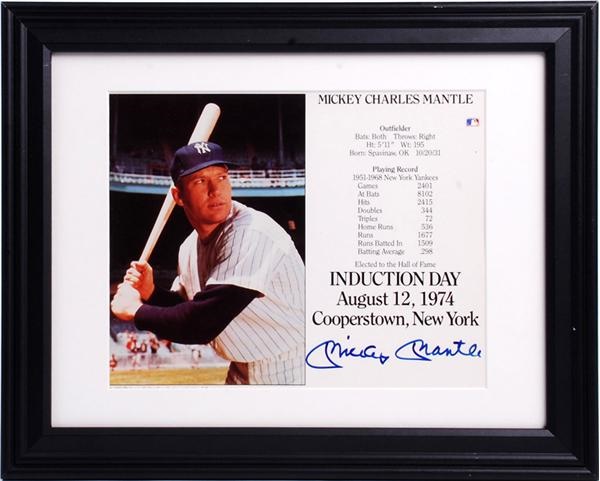 MICKEY CHARLES MANTLE
Outfielder
Bats: Both Throws: Right
Ht: 5'11" Wt: 195
Born: Spavinaw, OK 10/20/31
Playing Record
1951-1968 New York Yankees
Games 2401
At Bats 8102
Hits 2415
Doubles 344
Triples 72
Home Runs 536
Runs 1677
Runs Batted In 1509
Batting Average .298
Elected to the Hall of Fame
INDUCTION DAY
August 12, 1974
Cooperstown, New York
Mickey Mantle
NY